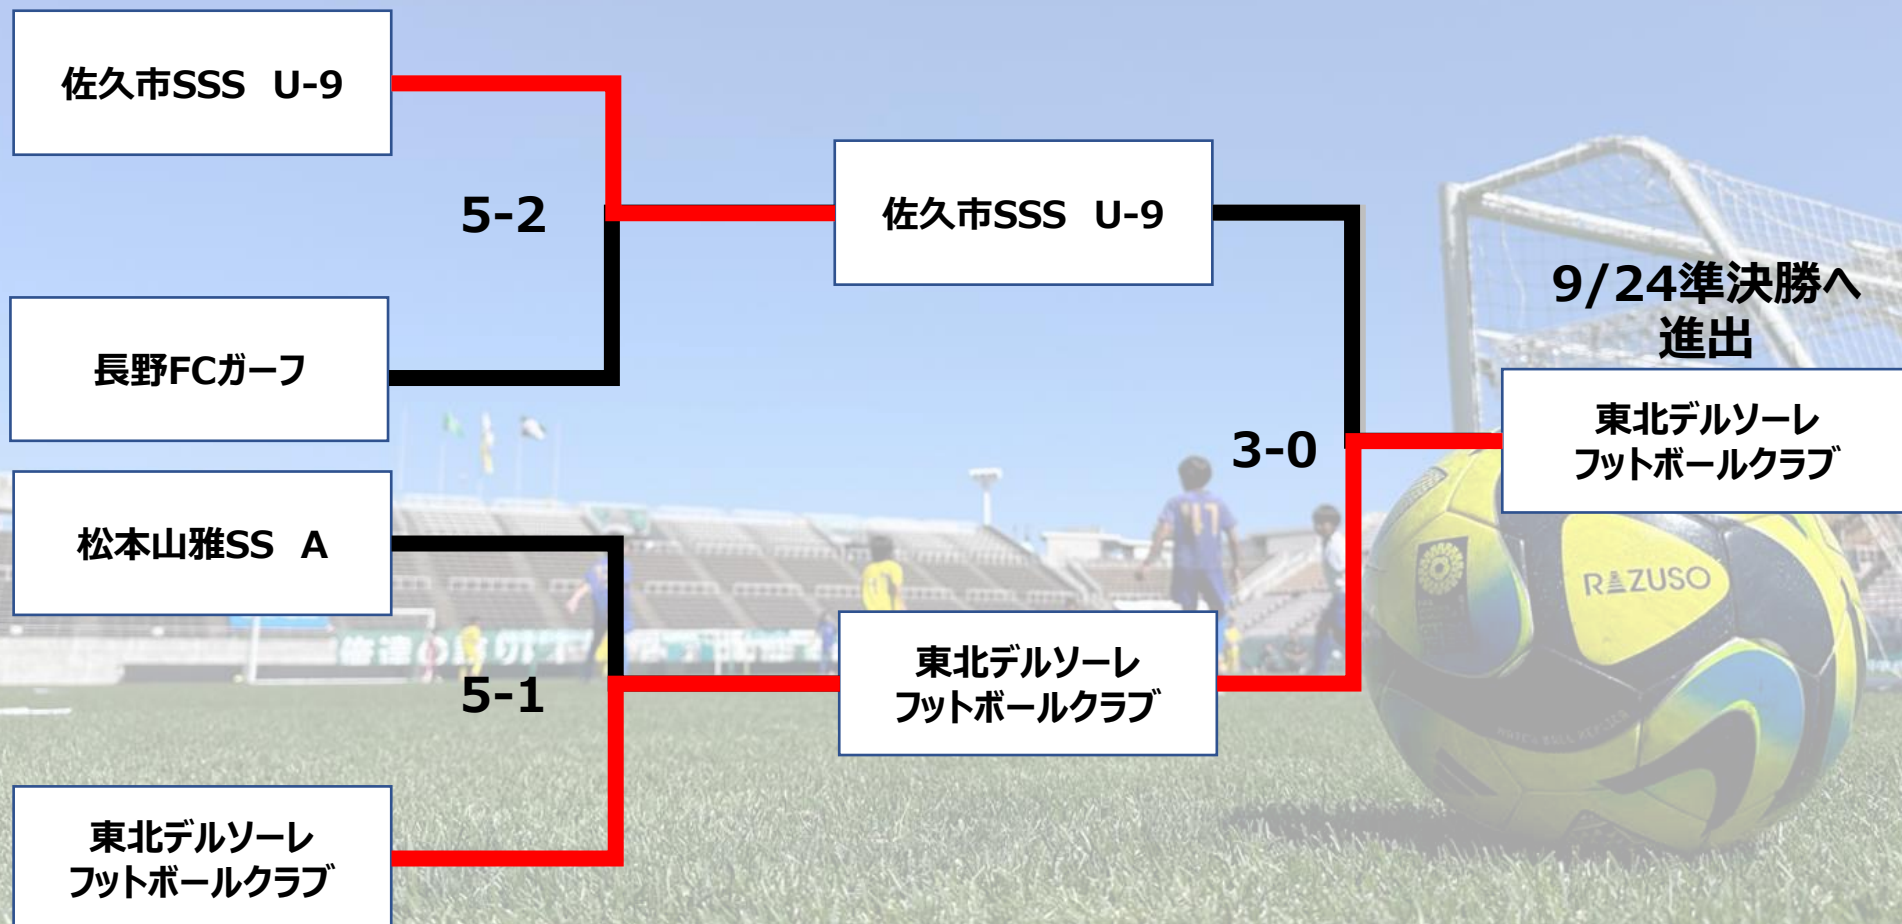 佐久市SSS U-9
5-2
長野FCガーフ
佐久市SSS U-9
松本山雅SS A
5-1
東北デルソーレ
フットボールクラブ
東北デルソーレ
フットボールクラブ
3-0
9/24準決勝へ
進出
東北デルソーレ
フットボールクラブ
RAZUSO